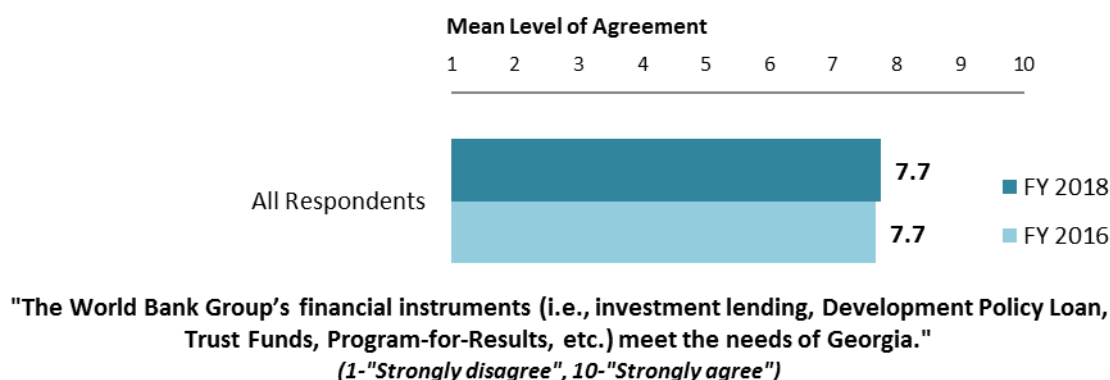 Mean Level of Agreement
1 2 3 4 5 6 7 8 9 10
7.7
FY 2018
All Respondents
7.7
FY 2016
"The World Bank Group’s financial instruments (i.e., investment lending, Development Policy Loan,
Trust Funds, Program-for-Results, etc.) meet the needs of Georgia."
(1-"Strongly disagree", 10-"Strongly agree")